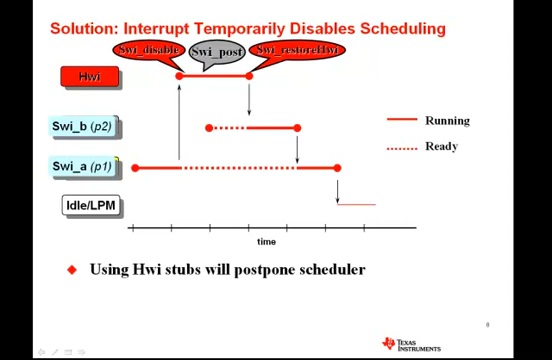 Solution: Interrupt Temporarily Disables Scheduling
Swi_disable
Swi_post
Swi_restoreHwi
Hwi
Swi_b (p2)
Running
Swi_a (p1)
Ready
Idle/LPM
time
Using Hwi stubs will postpone scheduler
8
TEXAS
INSTRUMENTS